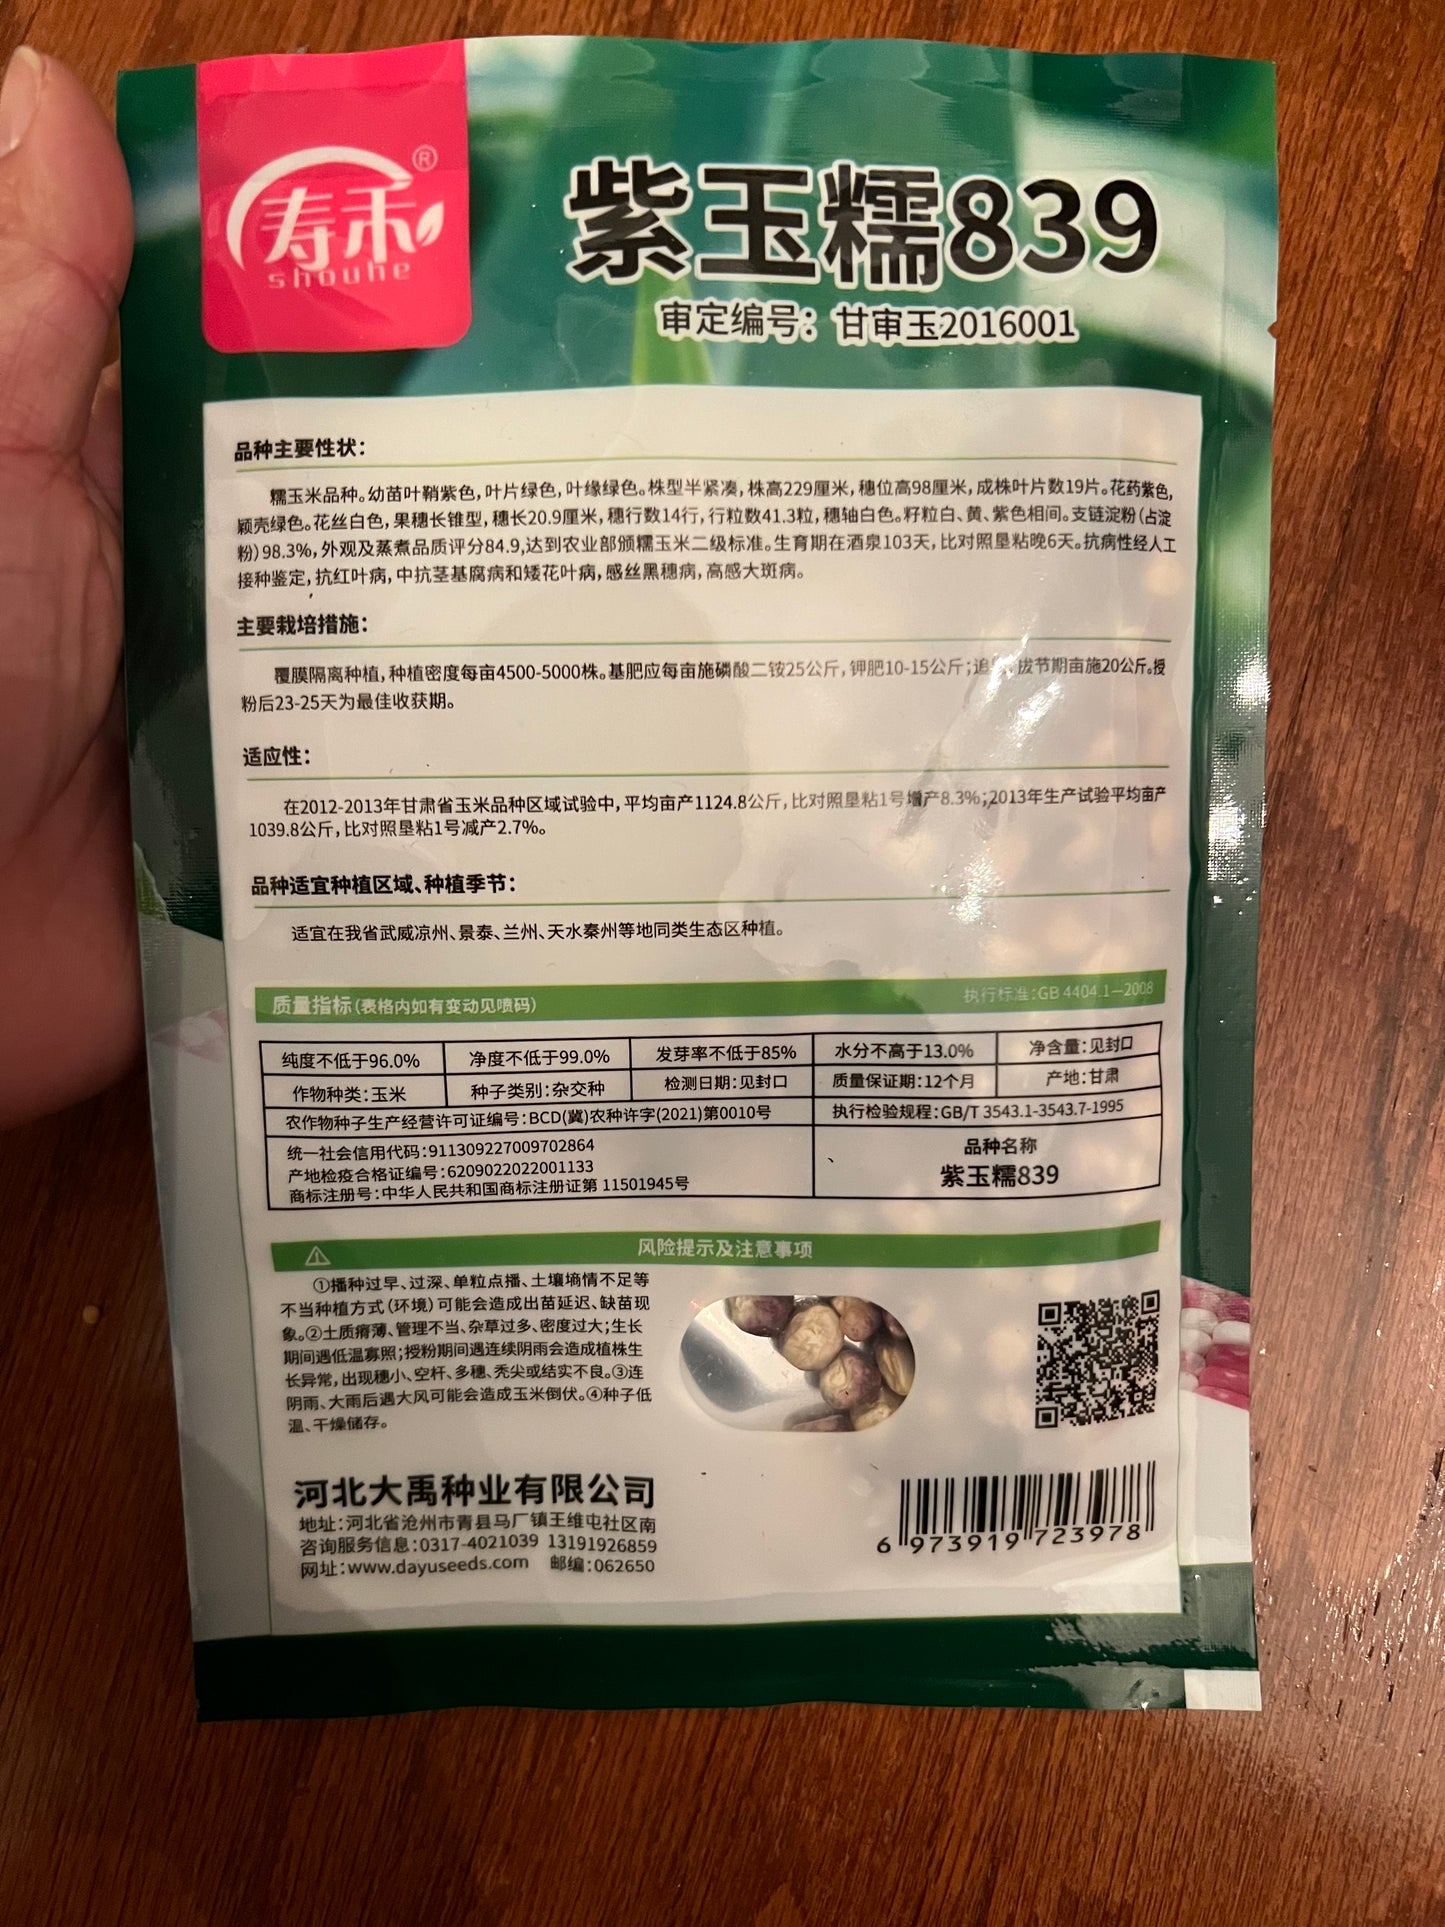 寿禾®
shouhe
紫玉糯839
审定编号：甘审玉2016001
品种主要性状：
糯玉米品种。幼苗叶鞘紫色，叶片绿色，叶缘绿色。株型半紧凑，株高229厘米，穗位高98厘米，成株叶片数19片。花药紫色，
颖壳绿色。花丝白色，果穗长锥型，穗长20.9厘米，穗行数14行，行粒数41.3粒，穗轴白色。籽粒白、黄、紫色相间。支链淀粉（占淀
粉）98.3%，外观及蒸煮品质评分84.9，达到农业部颁糯玉米二级标准。生育期在酒泉103天，比对照垦粘晚6天。抗病性经人工
接种鉴定，抗红叶病，中抗茎基腐病和矮花叶病，感丝黑穗病，高感大斑病。
主要栽培措施：
覆膜隔离种植，种植密度每亩4500-5000株。基肥应每亩施磷酸二铵25公斤，钾肥10-15公斤；追 拔节期亩施20公斤。授
粉后23-25天为最佳收获期。
适应性：
在2012-2013年甘肃省玉米品种区域试验中，平均亩产1124.8公斤，比对照垦粘1号增产8.3%；2013年生产试验平均亩产
1039.8公斤，比对照垦粘1号减产2.7%。
品种适宜种植区域、种植季节：
适宜在我省武威凉州、景泰、兰州、天水秦州等地同类生态区种植。
质量指标（表格内如有变动见喷码） 执行标准：GB 4404.1—2008
纯度不低于96.0% 净度不低于99.0% 发芽率不低于85% 水分不高于13.0% 净含量：见封口
作物种类：玉米 种子类别：杂交种 检测日期：见封口 质量保证期：12个月 产地：甘肃
农作物种子生产经营许可证编号：BCD（冀）农种许字（2021）第0010号 执行检验规程：GB/T 3543.1-3543.7-1995
统一社会信用代码：911309227009702864
产地检疫合格证编号：6209022022001133
商标注册号：中华人民共和国商标注册证第 11501945号
品种名称
紫玉糯839
风险提示及注意事项
①播种过早、过深、单粒点播、土壤墒情不足等
不当种植方式（环境）可能会造成出苗延迟、缺苗现
象。②土质瘠薄、管理不当、杂草过多、密度过大；生长
期间遇低温寡照；授粉期间遇连续阴雨会造成植株生
长异常，出现穗小、空杆、多穗、秃尖或结实不良。③连
阴雨、大雨后遇大风可能会造成玉米倒伏。④种子低
温、干燥储存。
河北大禹种业有限公司
地址：河北省沧州市青县马厂镇王维屯社区南
咨询服务信息：0317-4021039 13191926859
网址：www.dayuseeds.com 邮编：062650
6 973919 723978